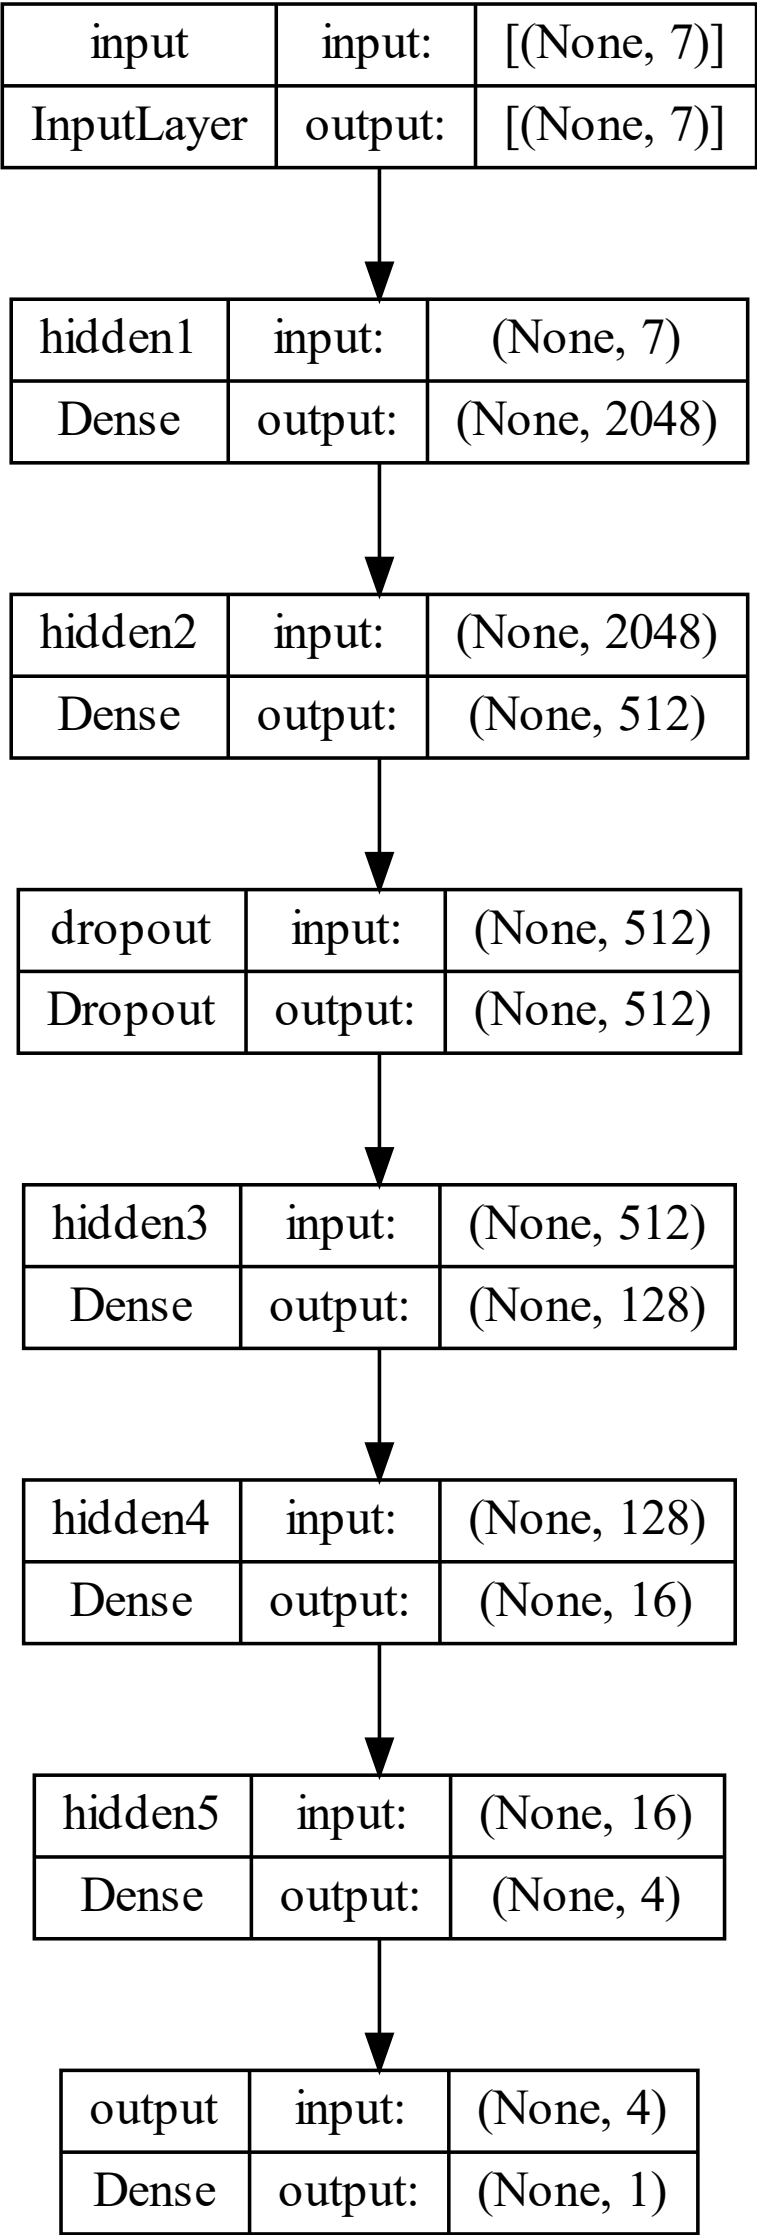 input input: [(None, 7)]
InputLayer output: [(None, 7)]
hidden1 input: (None, 7)
Dense output: (None, 2048)
hidden2 input: (None, 2048)
Dense output: (None, 512)
dropout input: (None, 512)
Dropout output: (None, 512)
hidden3 input: (None, 512)
Dense output: (None, 128)
hidden4 input: (None, 128)
Dense output: (None, 16)
hidden5 input: (None, 16)
Dense output: (None, 4)
output input: (None, 4)
Dense output: (None, 1)